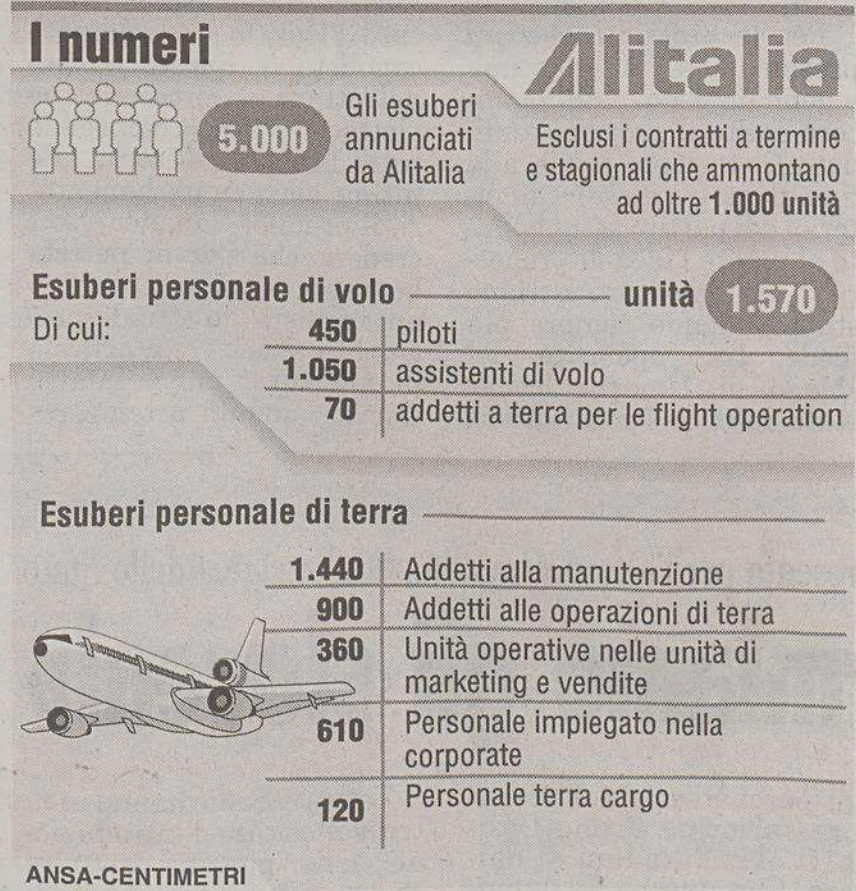 I numeri
Alitalia
5.000
Gli esuberi
annunciati
da Alitalia
Esclusi i contratti a termine
e stagionali che ammontano
ad oltre 1.000 unità
Esuberi personale di volo unità 1.570
Di cui:
450 piloti
1.050 assistenti di volo
70 addetti a terra per le flight operation
Esuberi personale di terra
1.440 Addetti alla manutenzione
900 Addetti alle operazioni di terra
360 Unità operative nelle unità di
marketing e vendite
610 Personale impiegato nella
corporate
120 Personale terra cargo
ANSA-CENTIMETRI